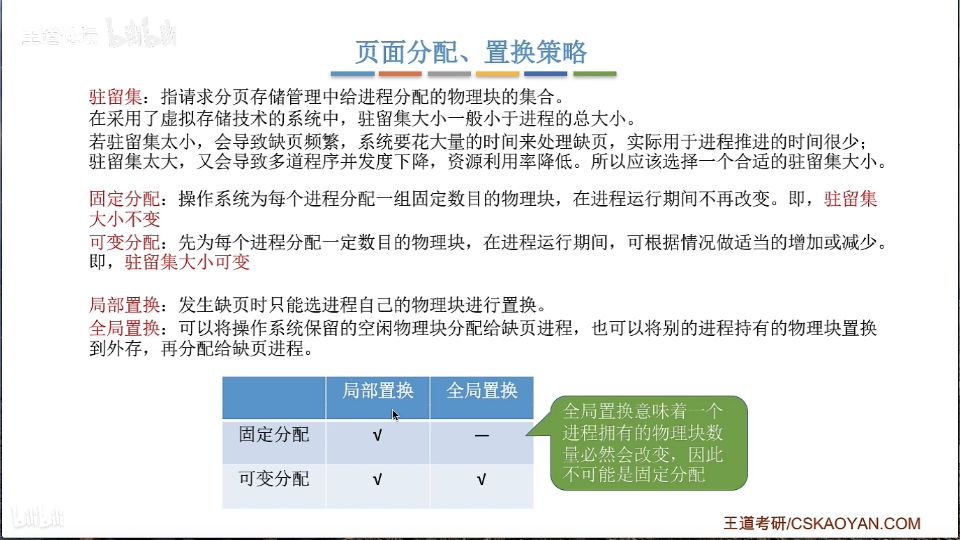 王道考研 bilibili
页面分配、置换策略
驻留集：指请求分页存储管理中给进程分配的物理块的集合。
在采用了虚拟存储技术的系统中，驻留集大小一般小于进程的总大小。
若驻留集太小，会导致缺页频繁，系统要花大量的时间来处理缺页，实际用于进程推进的时间很少；
驻留集太大，又会导致多道程序并发度下降，资源利用率降低。所以应该选择一个合适的驻留集大小。
固定分配：操作系统为每个进程分配一组固定数目的物理块，在进程运行期间不再改变。即，驻留集
大小不变
可变分配：先为每个进程分配一定数目的物理块，在进程运行期间，可根据情况做适当的增加或减少。
即，驻留集大小可变
局部置换：发生缺页时只能选进程自己的物理块进行置换。
全局置换：可以将操作系统保留的空闲物理块分配给缺页进程，也可以将别的进程持有的物理块置换
到外存，再分配给缺页进程。
局部置换 全局置换
固定分配 √ —
可变分配 √ √
全局置换意味着一个
进程拥有的物理块数
量必然会改变，因此
不可能是固定分配
bilibili
王道考研/CSKAOYAN.COM